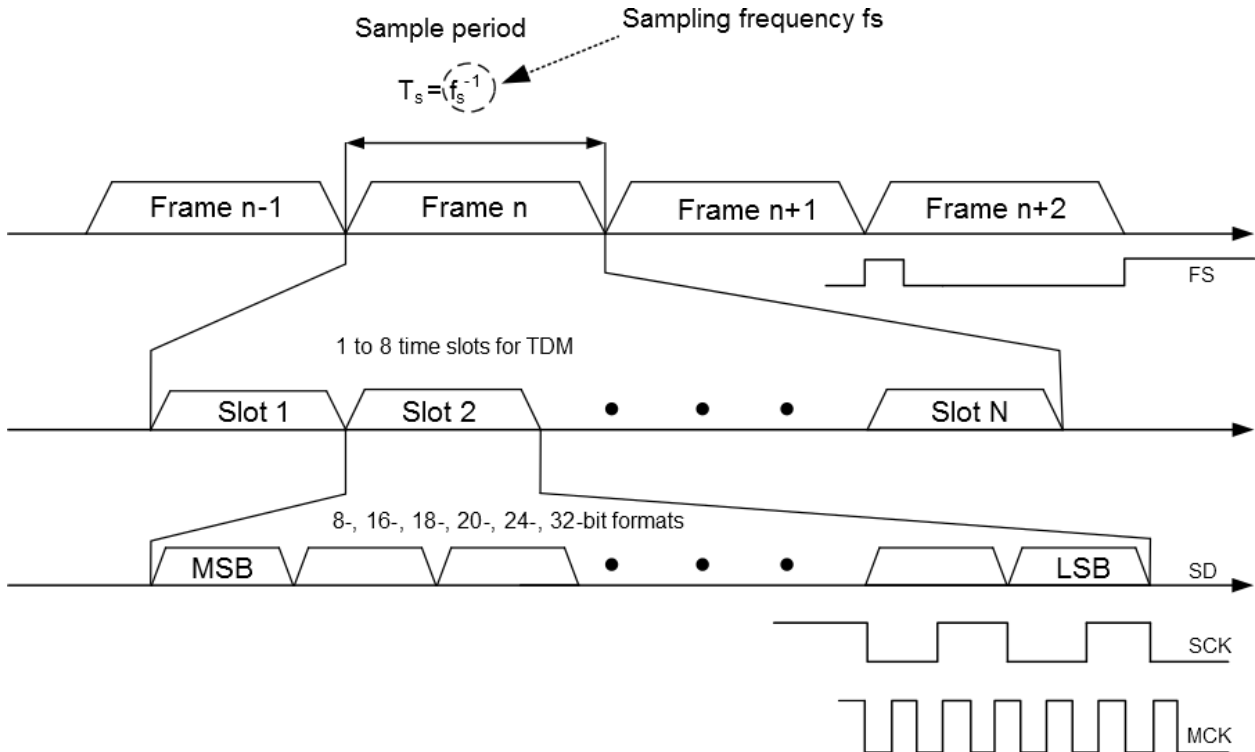 Sample period
Sampling frequency fs
Ts=fs-1
Frame n-1
Frame n
Frame n+1
Frame n+2
FS
1 to 8 time slots for TDM
Slot 1
Slot 2
Slot N
8-, 16-, 18-, 20-, 24-, 32-bit formats
MSB
LSB
SD
SCK
MCK